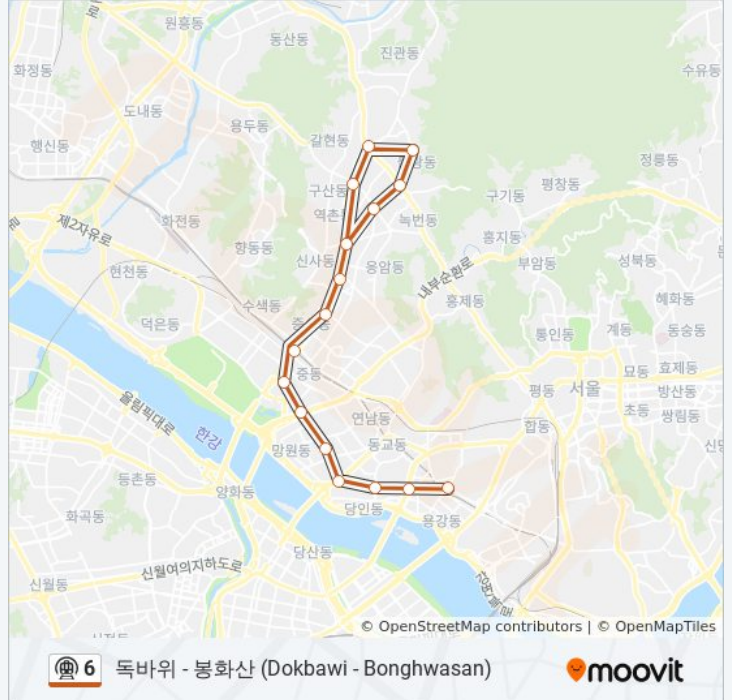 원흥동
동산동
진관동
화정동
수유동
도내동
용두동
갈현동
행신동
정릉동
구산동
평창동
구기동
역촌
녹번동
화전동
제2자유로
홍지동
향동동
신사동
응암동
부암동
성북동
현천동
내부순환로
수색동
홍제동
혜화동
덕은동
통인동
계동
동숭동
중동
묘동
효제동
평동
서울
방산동
올림픽대로
초동
쌍림동
연남동
합동
한강
동교동
망원동
등촌동
양화동
당인동
화곡동
용강동
당산동
신월여의지하도로
신월동
© OpenStreetMap contributors | © OpenMapTiles
6 독바위 - 봉화산 (Dokbawi - Bonghwasan)
moovit